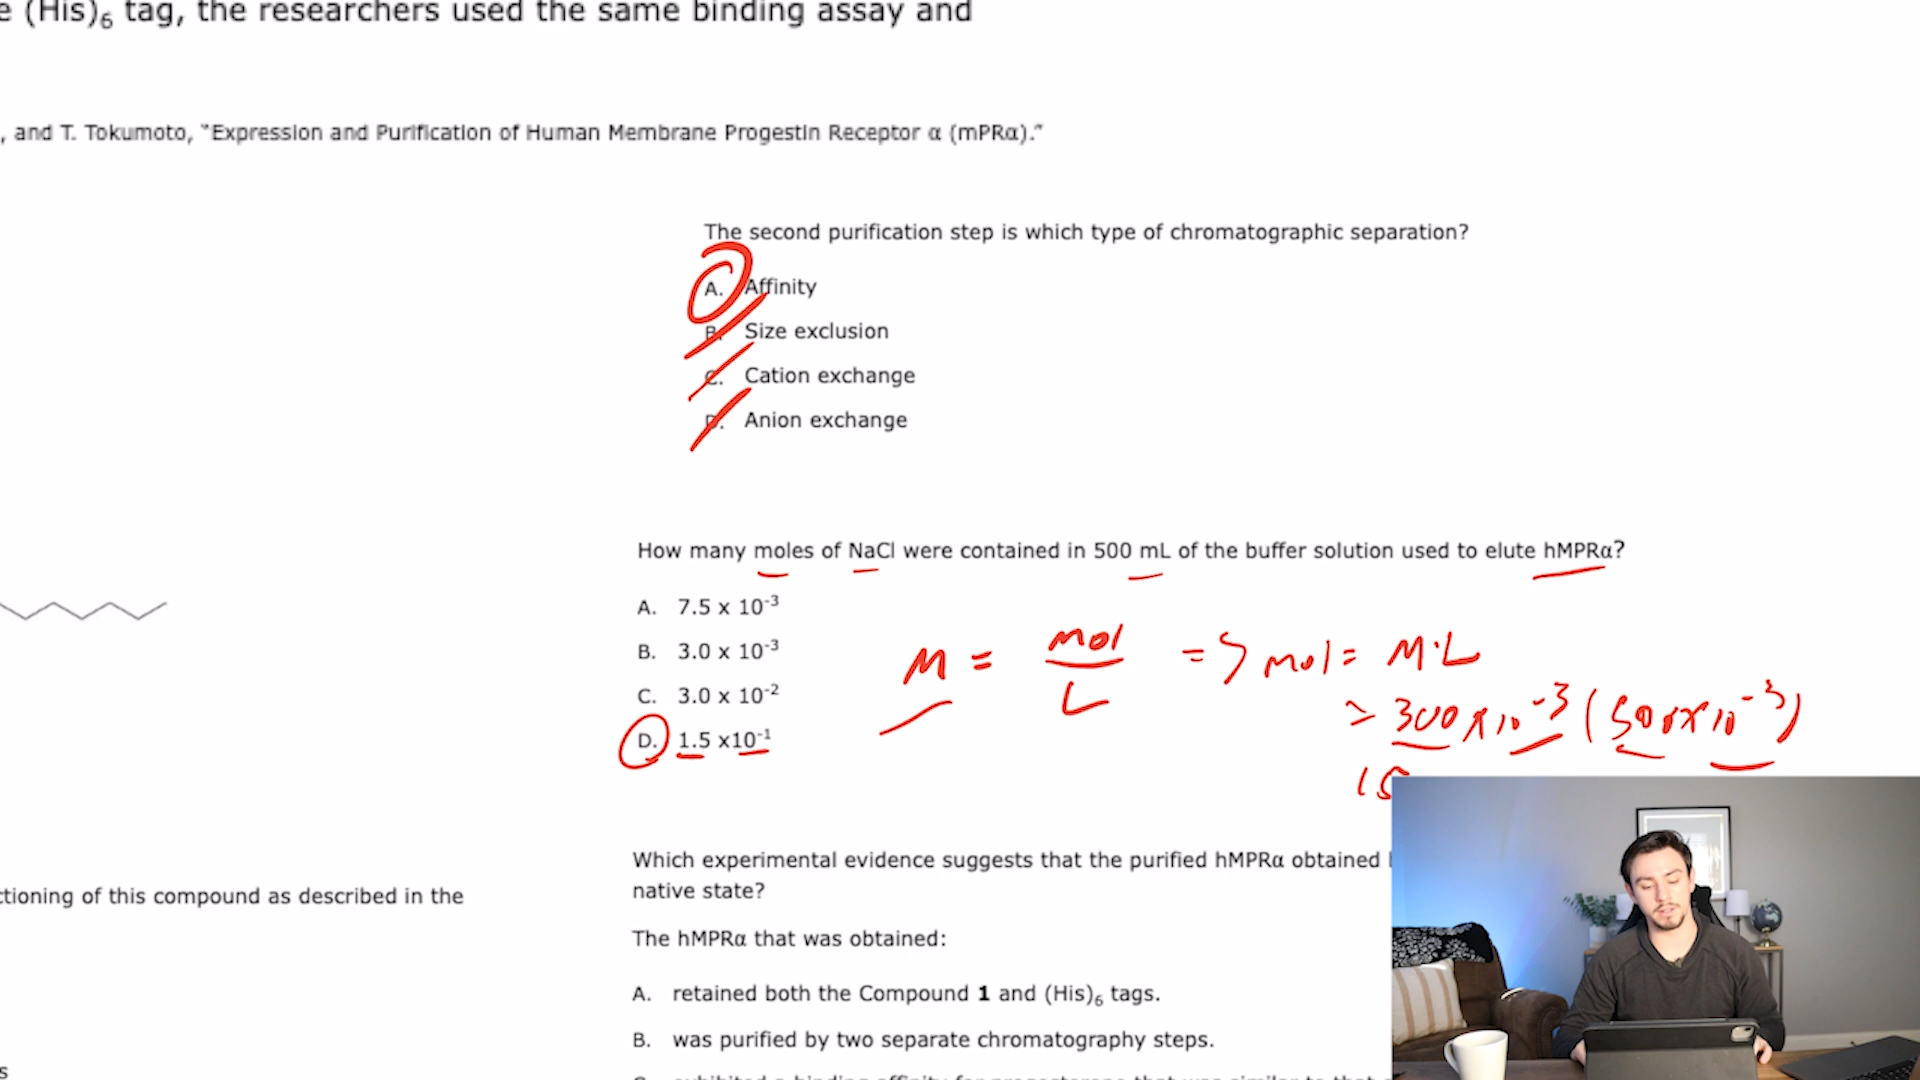 e (His)₆ tag, the researchers used the same binding assay and
, and T. Tokumoto, "Expression and Purification of Human Membrane Progestin Receptor α (mPRα)."
The second purification step is which type of chromatographic separation?
A. Affinity
B. Size exclusion
C. Cation exchange
D. Anion exchange
How many moles of NaCl were contained in 500 mL of the buffer solution used to elute hMPRα?
A. 7.5 x 10⁻³
B. 3.0 x 10⁻³
C. 3.0 x 10⁻²
D. 1.5 x10⁻¹
M = mol/L => mol = M·L
= 300 x 10⁻³ (500 x 10⁻³)
15
Which experimental evidence suggests that the purified hMPRα obtained
native state?
ctioning of this compound as described in the
The hMPRα that was obtained:
A. retained both the Compound 1 and (His)₆ tags.
B. was purified by two separate chromatography steps.
s